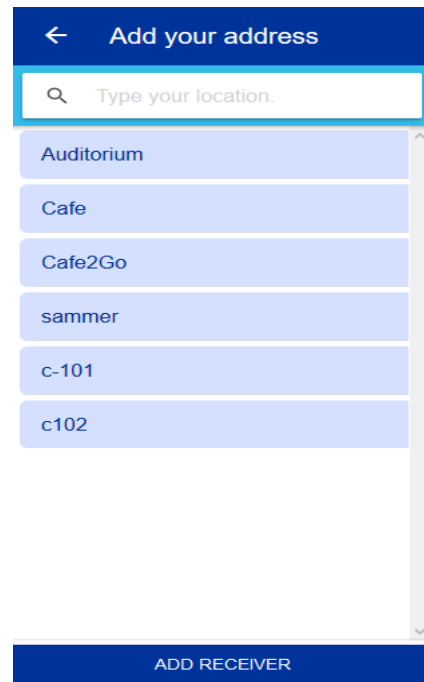 Add your address
Type your location.
Auditorium
Cafe
Cafe2Go
sammer
c-101
c102
ADD RECEIVER